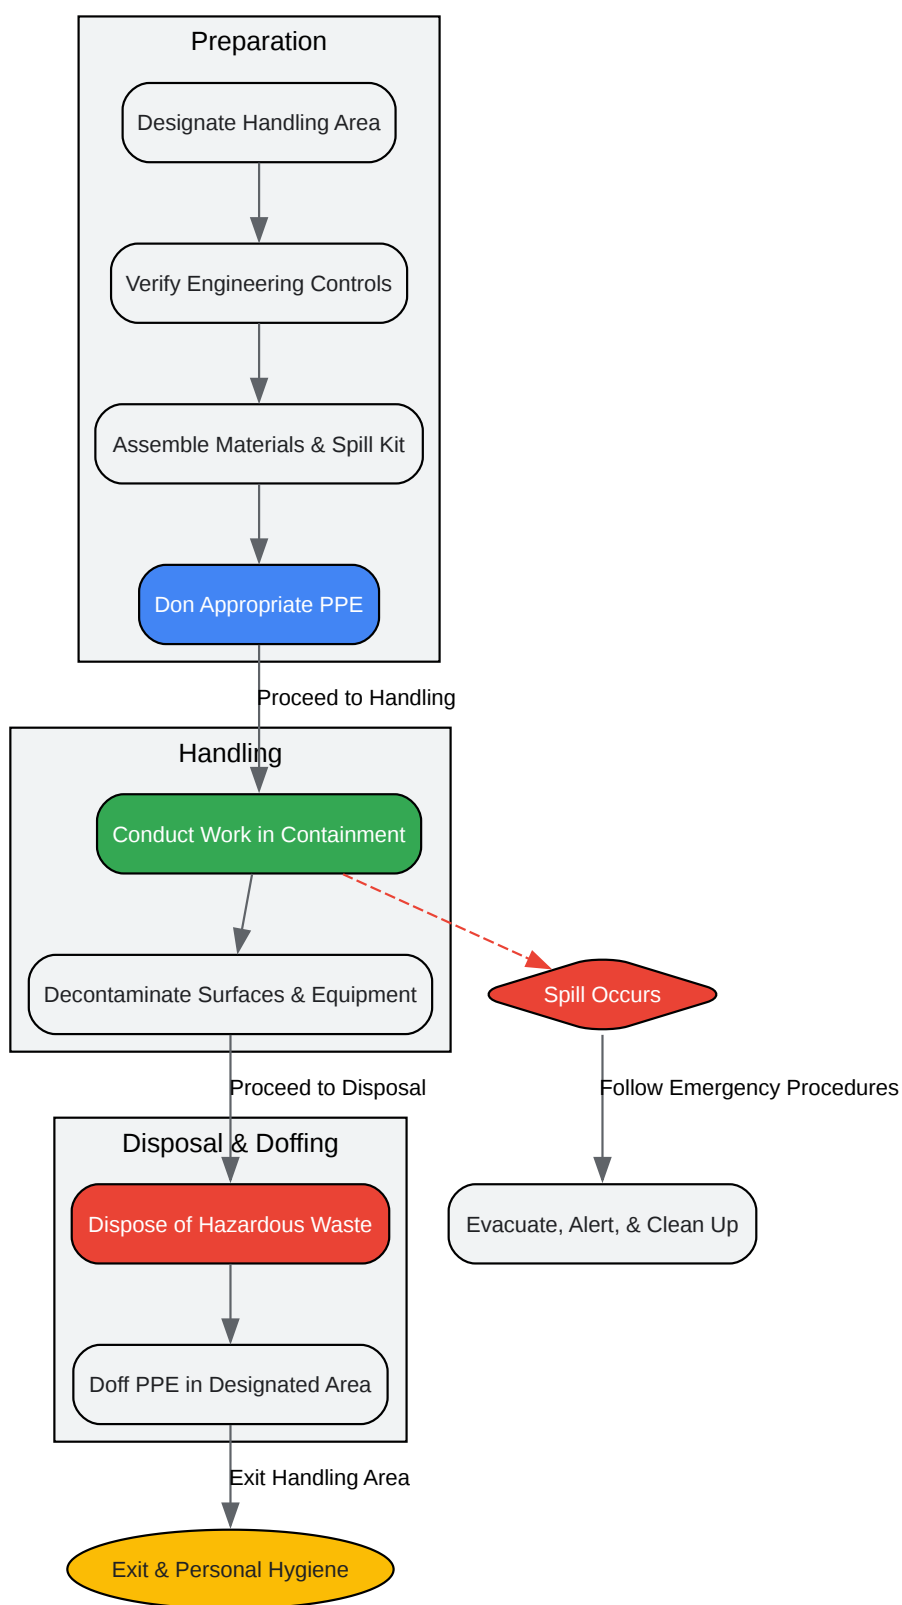 Preparation
Designate Handling Area
Verify Engineering Controls
Assemble Materials & Spill Kit
Don Appropriate PPE
Proceed to Handling
Handling
Conduct Work in Containment
Decontaminate Surfaces & Equipment
Spill Occurs
Proceed to Disposal
Follow Emergency Procedures
Disposal & Doffing
Dispose of Hazardous Waste
Evacuate, Alert, & Clean Up
Doff PPE in Designated Area
Exit Handling Area
Exit & Personal Hygiene